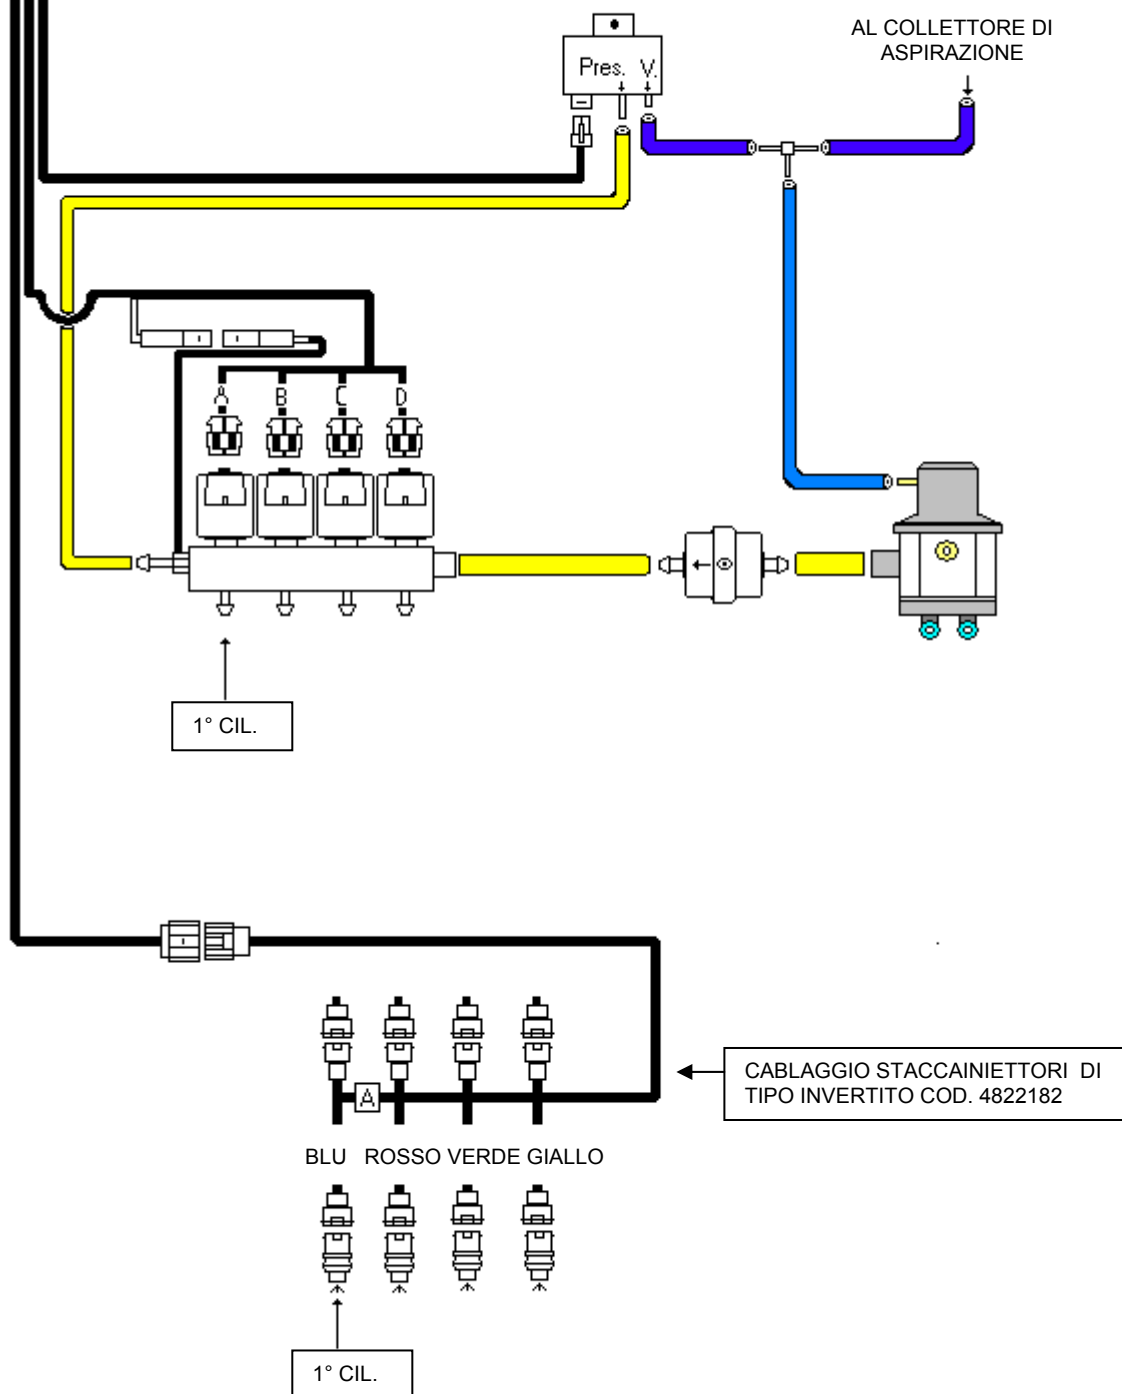 AL COLLETTORE DI
ASPIRAZIONE
Pres. V.
A B C D
1° CIL.
CABLAGGIO STACCAINIETTORI DI
TIPO INVERTITO COD. 4822182
A
BLU ROSSO VERDE GIALLO
1° CIL.